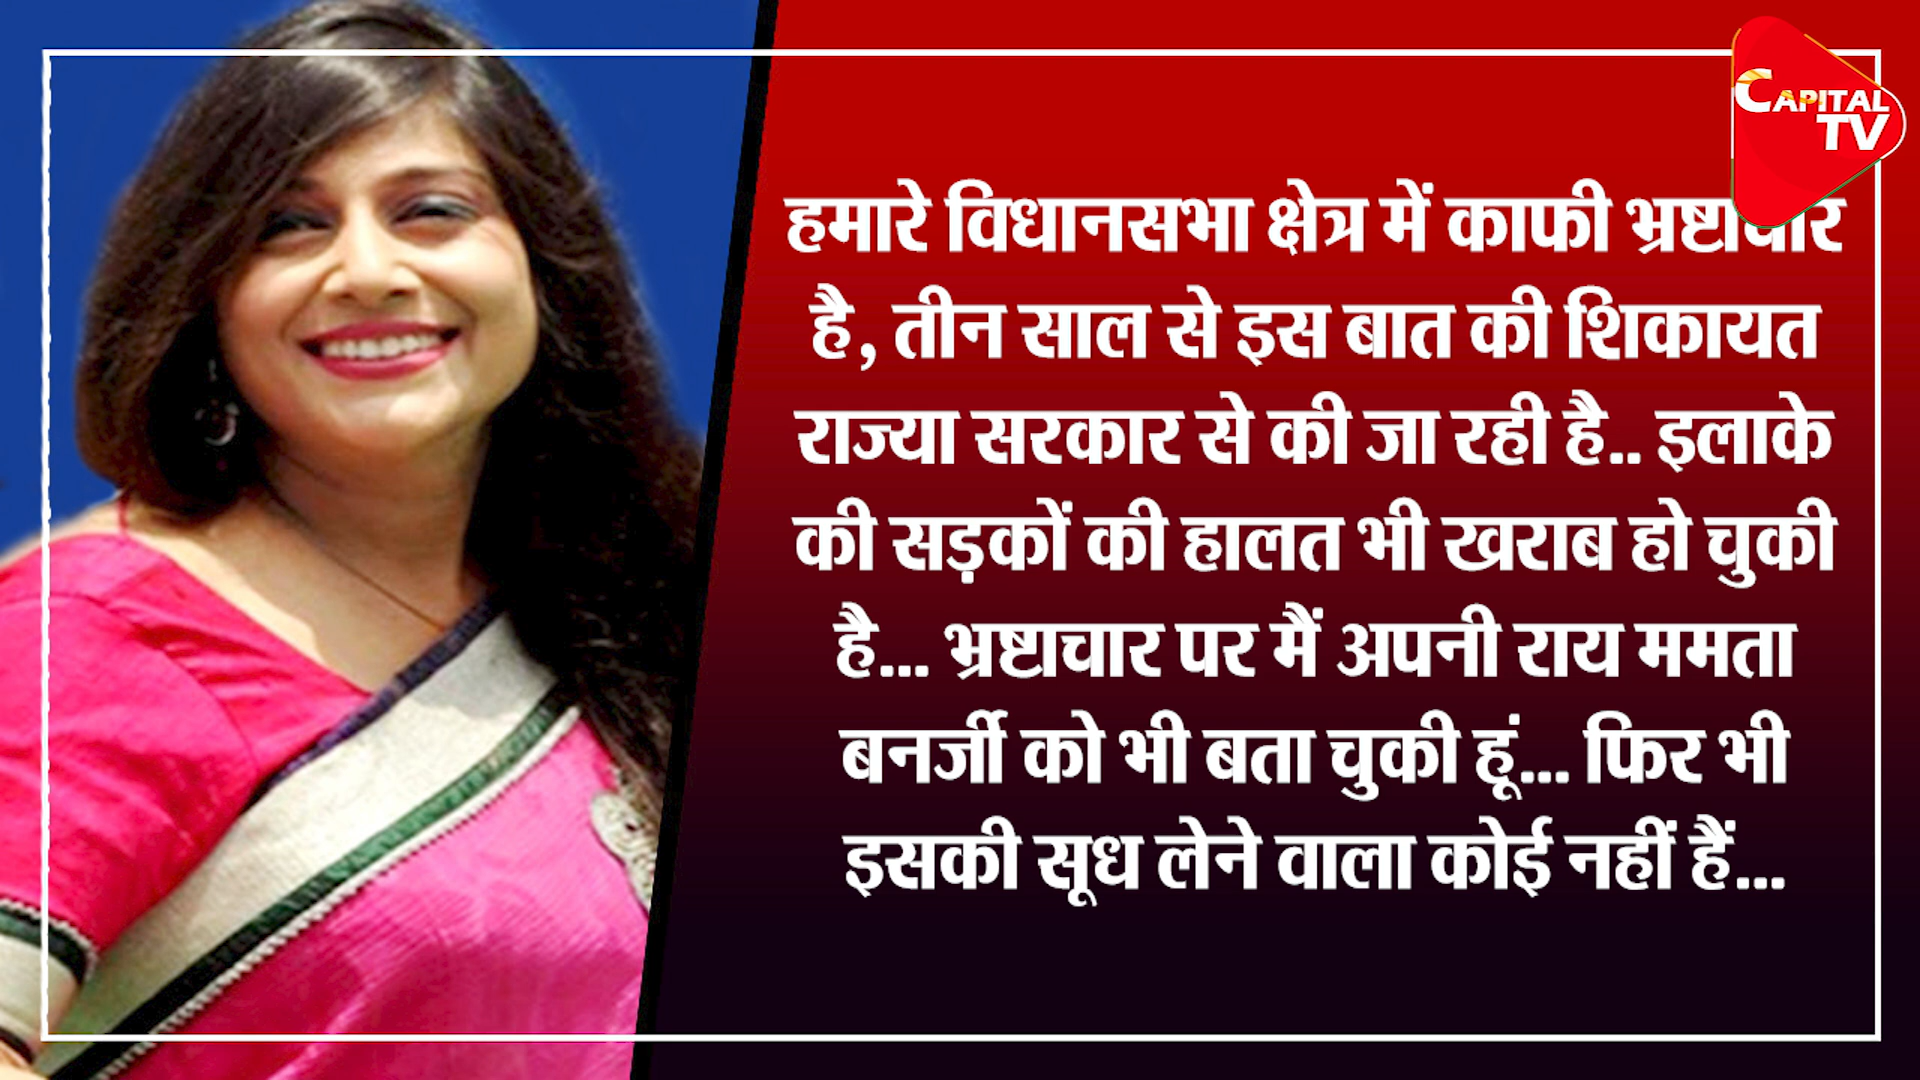 CAPITAL
TV
हमारे विधानसभा क्षेत्र में काफी भ्रष्टाचार
है, तीन साल से इस बात की शिकायत
राज्या सरकार से की जा रही है.. इलाके
की सड़कों की हालत भी खराब हो चुकी
है... भ्रष्टाचार पर मैं अपनी राय ममता
बनर्जी को भी बता चुकी हूं... फिर भी
इसकी सूध लेने वाला कोई नहीं हैं...